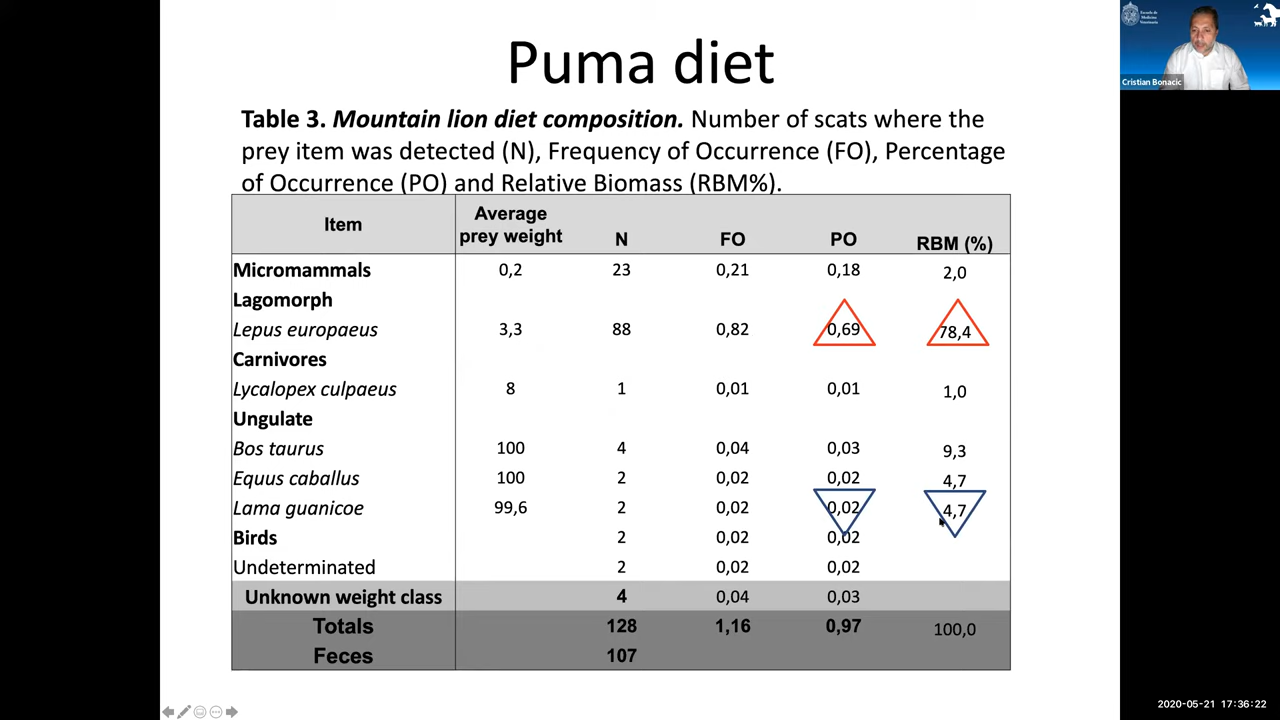 Puma diet
Table 3. Mountain lion diet composition. Number of scats where the
prey item was detected (N), Frequency of Occurrence (FO), Percentage
of Occurrence (PO) and Relative Biomass (RBM%).
Item Average prey weight N FO PO RBM (%)
Micromammals 0,2 23 0,21 0,18 2,0
Lagomorph
Lepus europaeus 3,3 88 0,82 0,69 78,4
Carnivores
Lycalopex culpaeus 8 1 0,01 0,01 1,0
Ungulate
Bos taurus 100 4 0,04 0,03 9,3
Equus caballus 100 2 0,02 0,02 4,7
Lama guanicoe 99,6 2 0,02 0,02 4,7
Birds 2 0,02 0,02
Undeterminated 2 0,02 0,02
Unknown weight class 4 0,04 0,03
Totals 128 1,16 0,97 100,0
Feces 107
Escuela de
Medicina
Veterinaria
Cristian Bonacic
2020-05-21 17:36:22